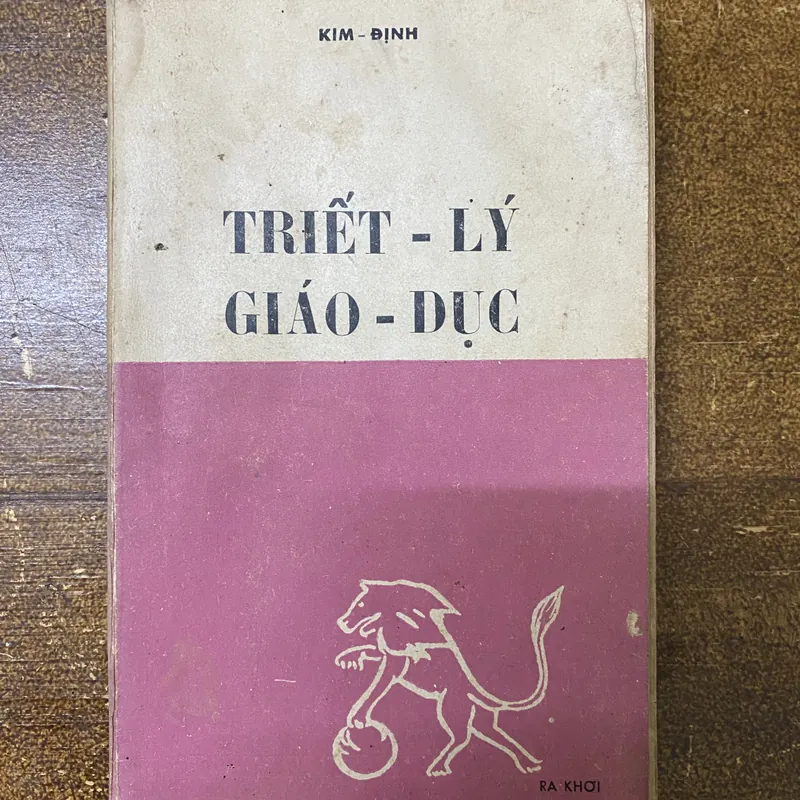 KIM-ĐỊNH
TRIẾT - LÝ
GIÁO - DỤC
RA KHƠI